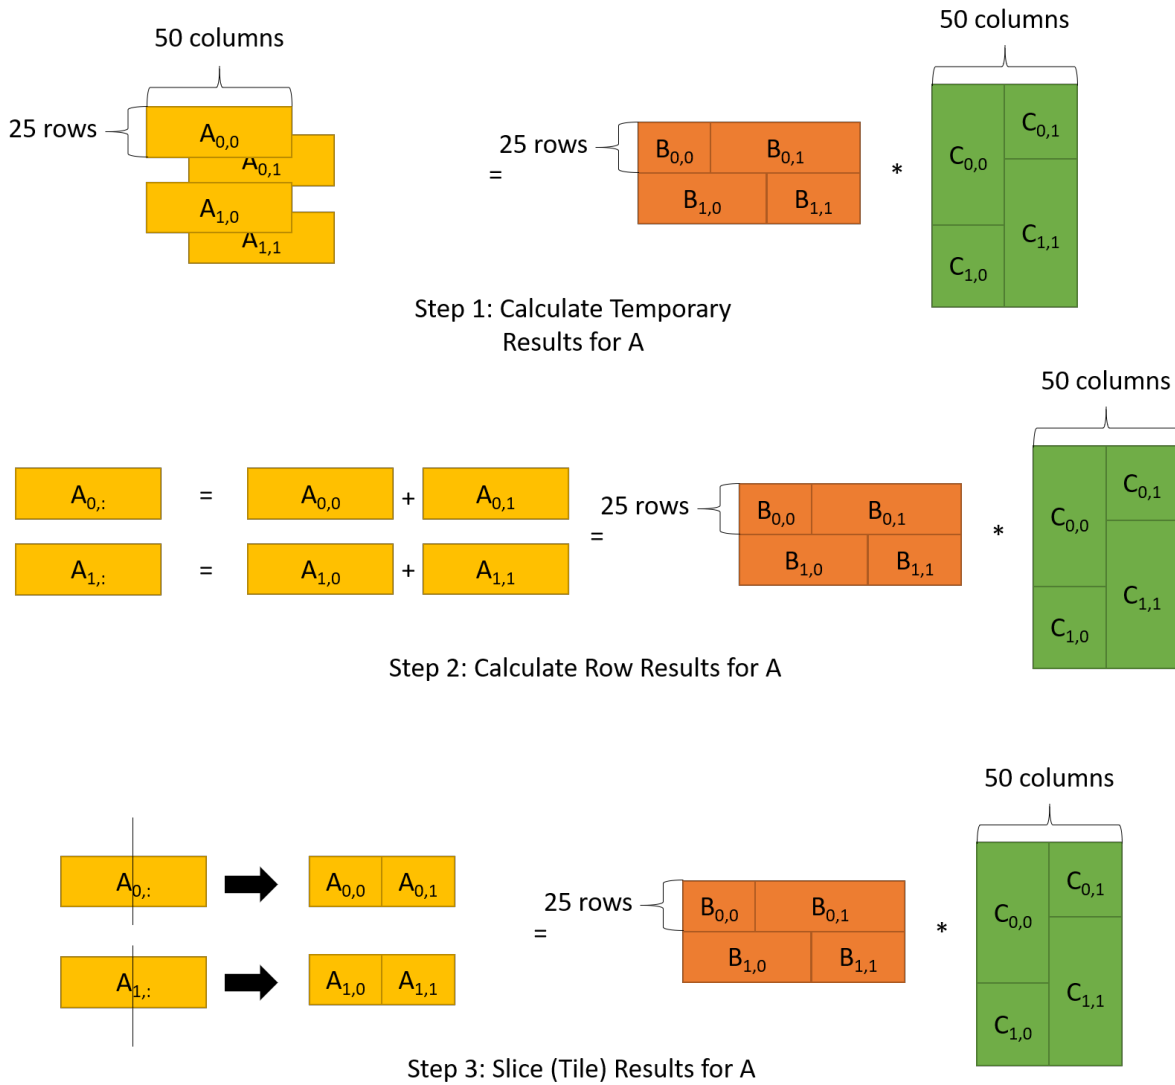 50 columns
50 columns
25 rows
A0,0
A0,1
A1,0
A1,1
=
25 rows
B0,0 B0,1
B1,0 B1,1
*
C0,0 C0,1
C1,0 C1,1
Step 1: Calculate Temporary
Results for A
50 columns
A0,: = A0,0 + A0,1
A1,: = A1,0 + A1,1
=
25 rows
B0,0 B0,1
B1,0 B1,1
*
C0,0 C0,1
C1,0 C1,1
Step 2: Calculate Row Results for A
50 columns
A0,: A0,0 A0,1
A1,: A1,0 A1,1
=
25 rows
B0,0 B0,1
B1,0 B1,1
*
C0,0 C0,1
C1,0 C1,1
Step 3: Slice (Tile) Results for A